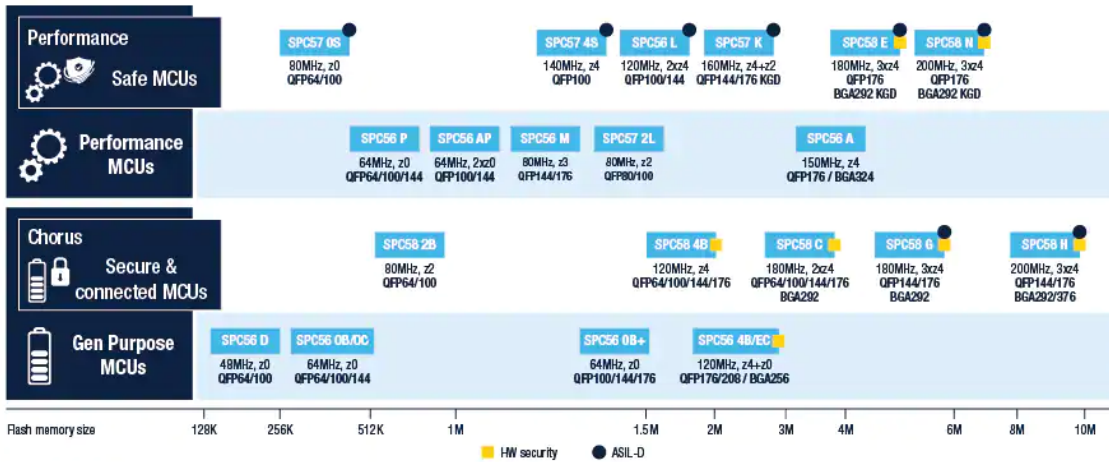 Performance
Safe MCUs
SPC57 0S
80MHz, z0
QFP64/100
SPC57 4S
140MHz, z4
QFP100
SPC56 L
120MHz, 2xz4
QFP100/144
SPC57 K
160MHz, z4+z2
QFP144/176 KGD
SPC58 E
180MHz, 3xz4
QFP176
BGA292 KGD
SPC58 N
200MHz, 3xz4
QFP176
BGA292 KGD
Performance
MCUs
SPC56 P
64MHz, z0
QFP64/100/144
SPC56 AP
64MHz, 2xz0
QFP100/144
SPC56 M
80MHz, z3
QFP144/176
SPC57 2L
80MHz, z2
QFP80/100
SPC56 A
150MHz, z4
QFP176 / BGA324
Chorus
Secure &
connected MCUs
SPC58 2B
80MHz, z2
QFP64/100
SPC58 4B
120MHz, z4
QFP64/100/144/176
SPC58 C
180MHz, 2xz4
QFP64/100/144/176
BGA292
SPC58 G
180MHz, 3xz4
QFP144/176
BGA292
SPC58 H
200MHz, 3xz4
QFP144/176
BGA292/376
Gen Purpose
MCUs
SPC56 D
48MHz, z0
QFP64/100
SPC56 0B/DC
64MHz, z0
QFP64/100/144
SPC56 0B+
64MHz, z0
QFP100/144/176
SPC56 4B/EC
120MHz, z4+z0
QFP176/208 / BGA256
Flash memory size
128K
256K
512K
1M
1.5M
2M
3M
4M
6M
8M
10M
HW security
ASIL-D